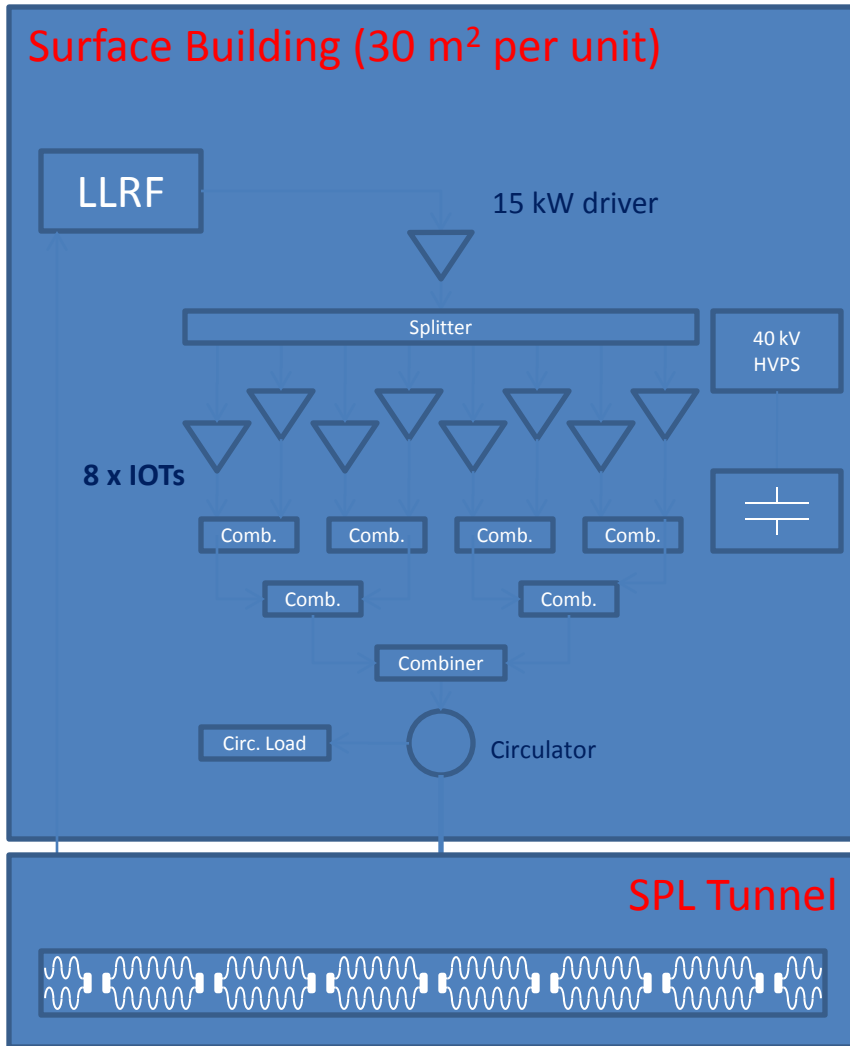 Surface Building (30 m² per unit)
LLRF
15 kW driver
Splitter
40 kV
HVPS
8 x IOTs
Comb.
Comb.
Comb.
Comb.
Comb.
Comb.
Combiner
Circ. Load
Circulator
SPL Tunnel